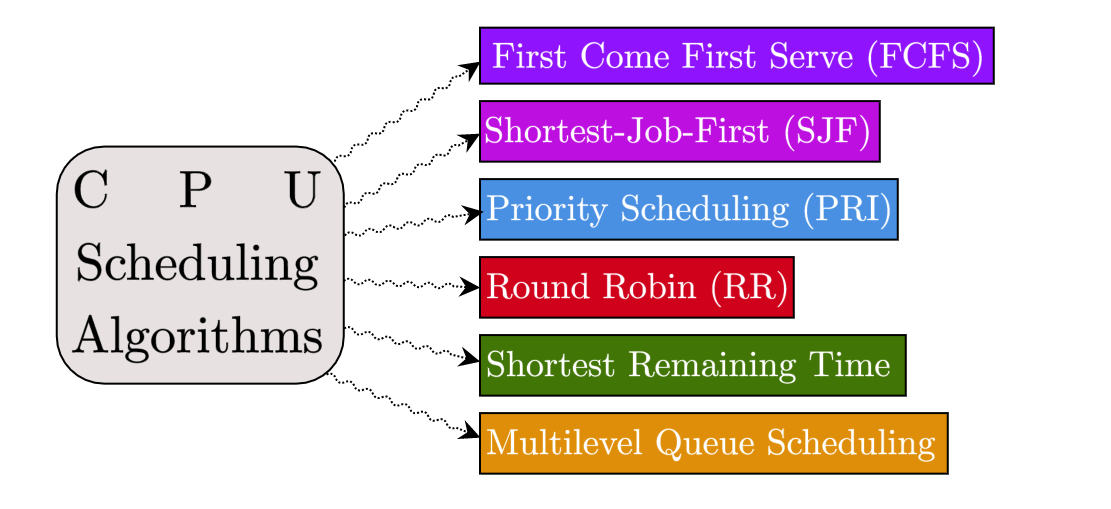 C P U
Scheduling
Algorithms
First Come First Serve (FCFS)
Shortest-Job-First (SJF)
Priority Scheduling (PRI)
Round Robin (RR)
Shortest Remaining Time
Multilevel Queue Scheduling